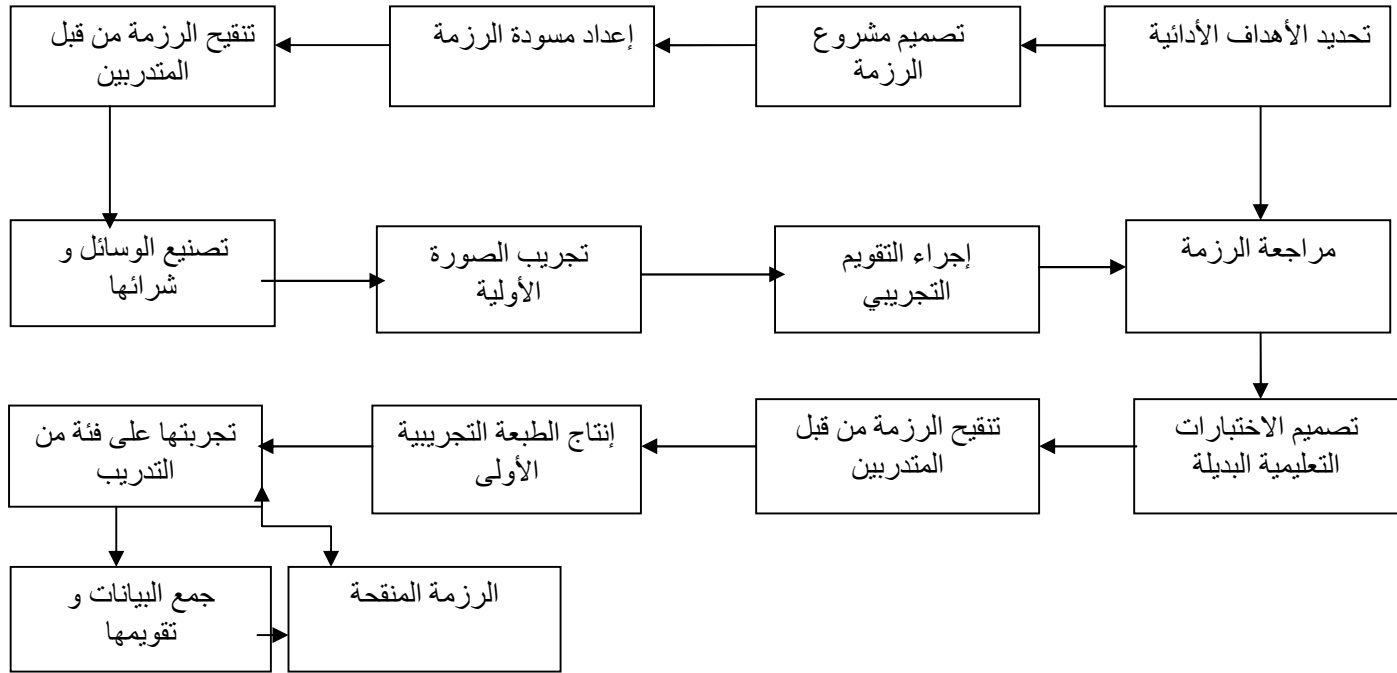 تحديد الأهداف الأدائية
تصميم مشروع
الرزمة
إعداد مسودة الرزمة
تنقيح الرزمة من قبل
المتدربين
مراجعة الرزمة
إجراء التقويم
التجريبي
تجريب الصورة
الأولية
تصنيع الوسائل و
شرائها
تصميم الاختبارات
التعليمية البديلة
تنقيح الرزمة من قبل
المتدربين
إنتاج الطبعة التجريبية
الأولى
تجربتها على فئة من
التدريب
الرزمة المنقحة
جمع البيانات و
تقويمها